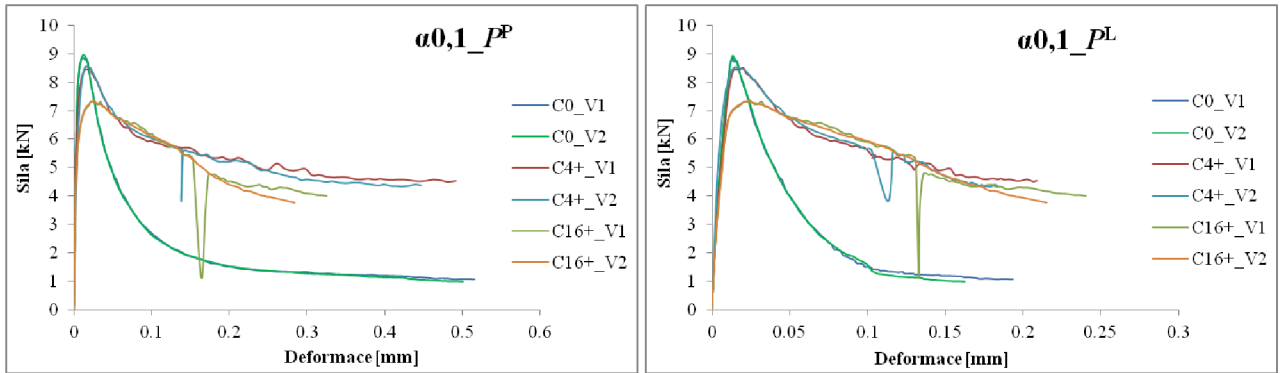 α0,1_Pᴾ
Síla [kN]
10
9
8
7
6
5
4
3
2
1
0
0
0.1
0.2
0.3
0.4
0.5
0.6
Deformace [mm]
C0_V1
C0_V2
C4+_V1
C4+_V2
C16+_V1
C16+_V2
α0,1_Pᴸ
Síla [kN]
10
9
8
7
6
5
4
3
2
1
0
0
0.05
0.1
0.15
0.2
0.25
0.3
Deformace [mm]
C0_V1
C0_V2
C4+_V1
C4+_V2
C16+_V1
C16+_V2